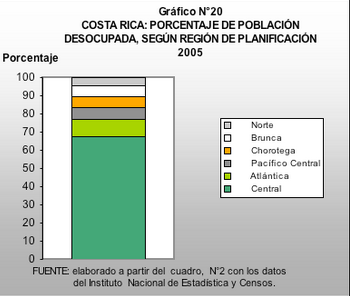 Gráfico N°20
COSTA RICA: PORCENTAJE DE POBLACIÓN
DESOCUPADA, SEGÚN REGIÓN DE PLANIFICACIÓN
2005
Porcentaje
100
90
80
70
60
50
40
30
20
10
0
Norte
Brunca
Chorotega
Pacífico Central
Atlántica
Central
FUENTE: elaborado a partir del cuadro, N°2 con los datos
del Instituto Nacional de Estadística y Censos.